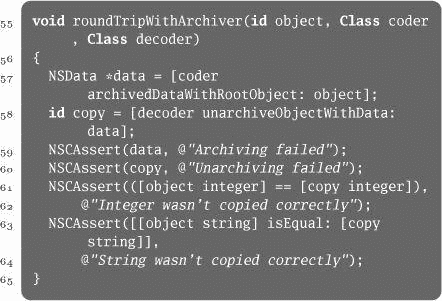 55 void roundTripWithArchiver(id object, Class coder
, Class decoder)
56 {
57 NSData *data = [coder
archivedDataWithRootObject: object];
58 id copy = [decoder unarchiveObjectWithData:
data];
59 NSCAssert(data, @"Archiving failed");
60 NSCAssert(copy, @"Unarchiving failed");
61 NSCAssert(([object integer] == [copy integer]),
62 @"Integer wasn't copied correctly");
63 NSCAssert([[object string] isEqual: [copy
string]],
64 @"String wasn't copied correctly");
65 }